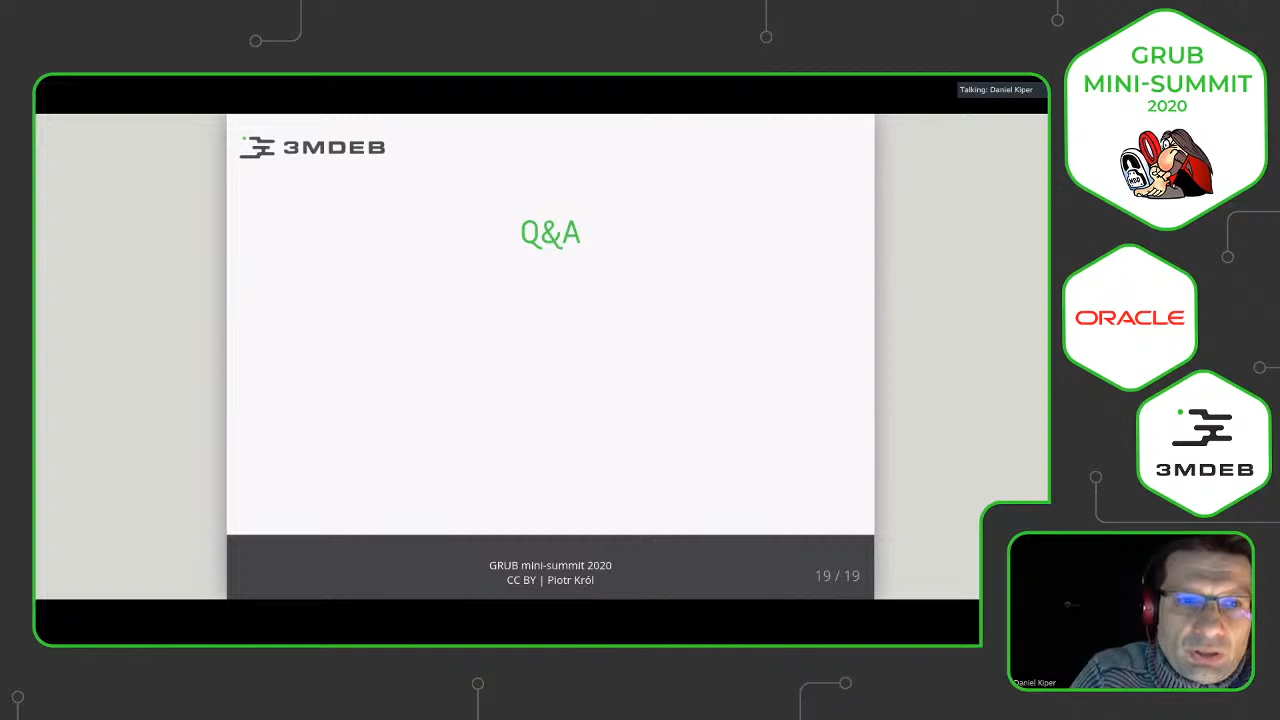 Talking: Daniel Kiper
3MDEB
Q&A
GRUB mini-summit 2020
CC BY | Piotr Król
19 / 19
GRUB
MINI-SUMMIT
2020
ORACLE
3MDEB
Daniel Kiper